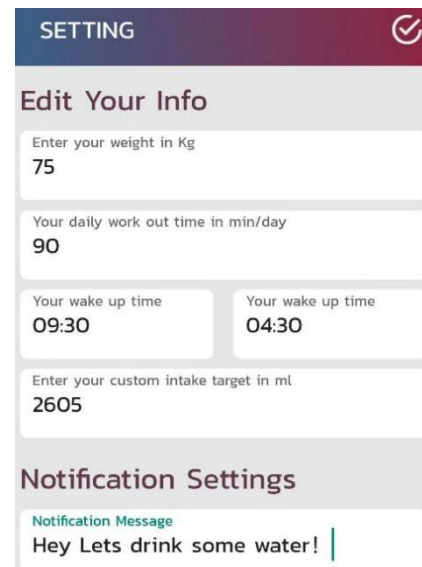 SETTING
Edit Your Info
Enter your weight in Kg
75
Your daily work out time in min/day
90
Your wake up time
09:30
Your wake up time
04:30
Enter your custom intake target in ml
2605
Notification Settings
Notification Message
Hey Lets drink some water!